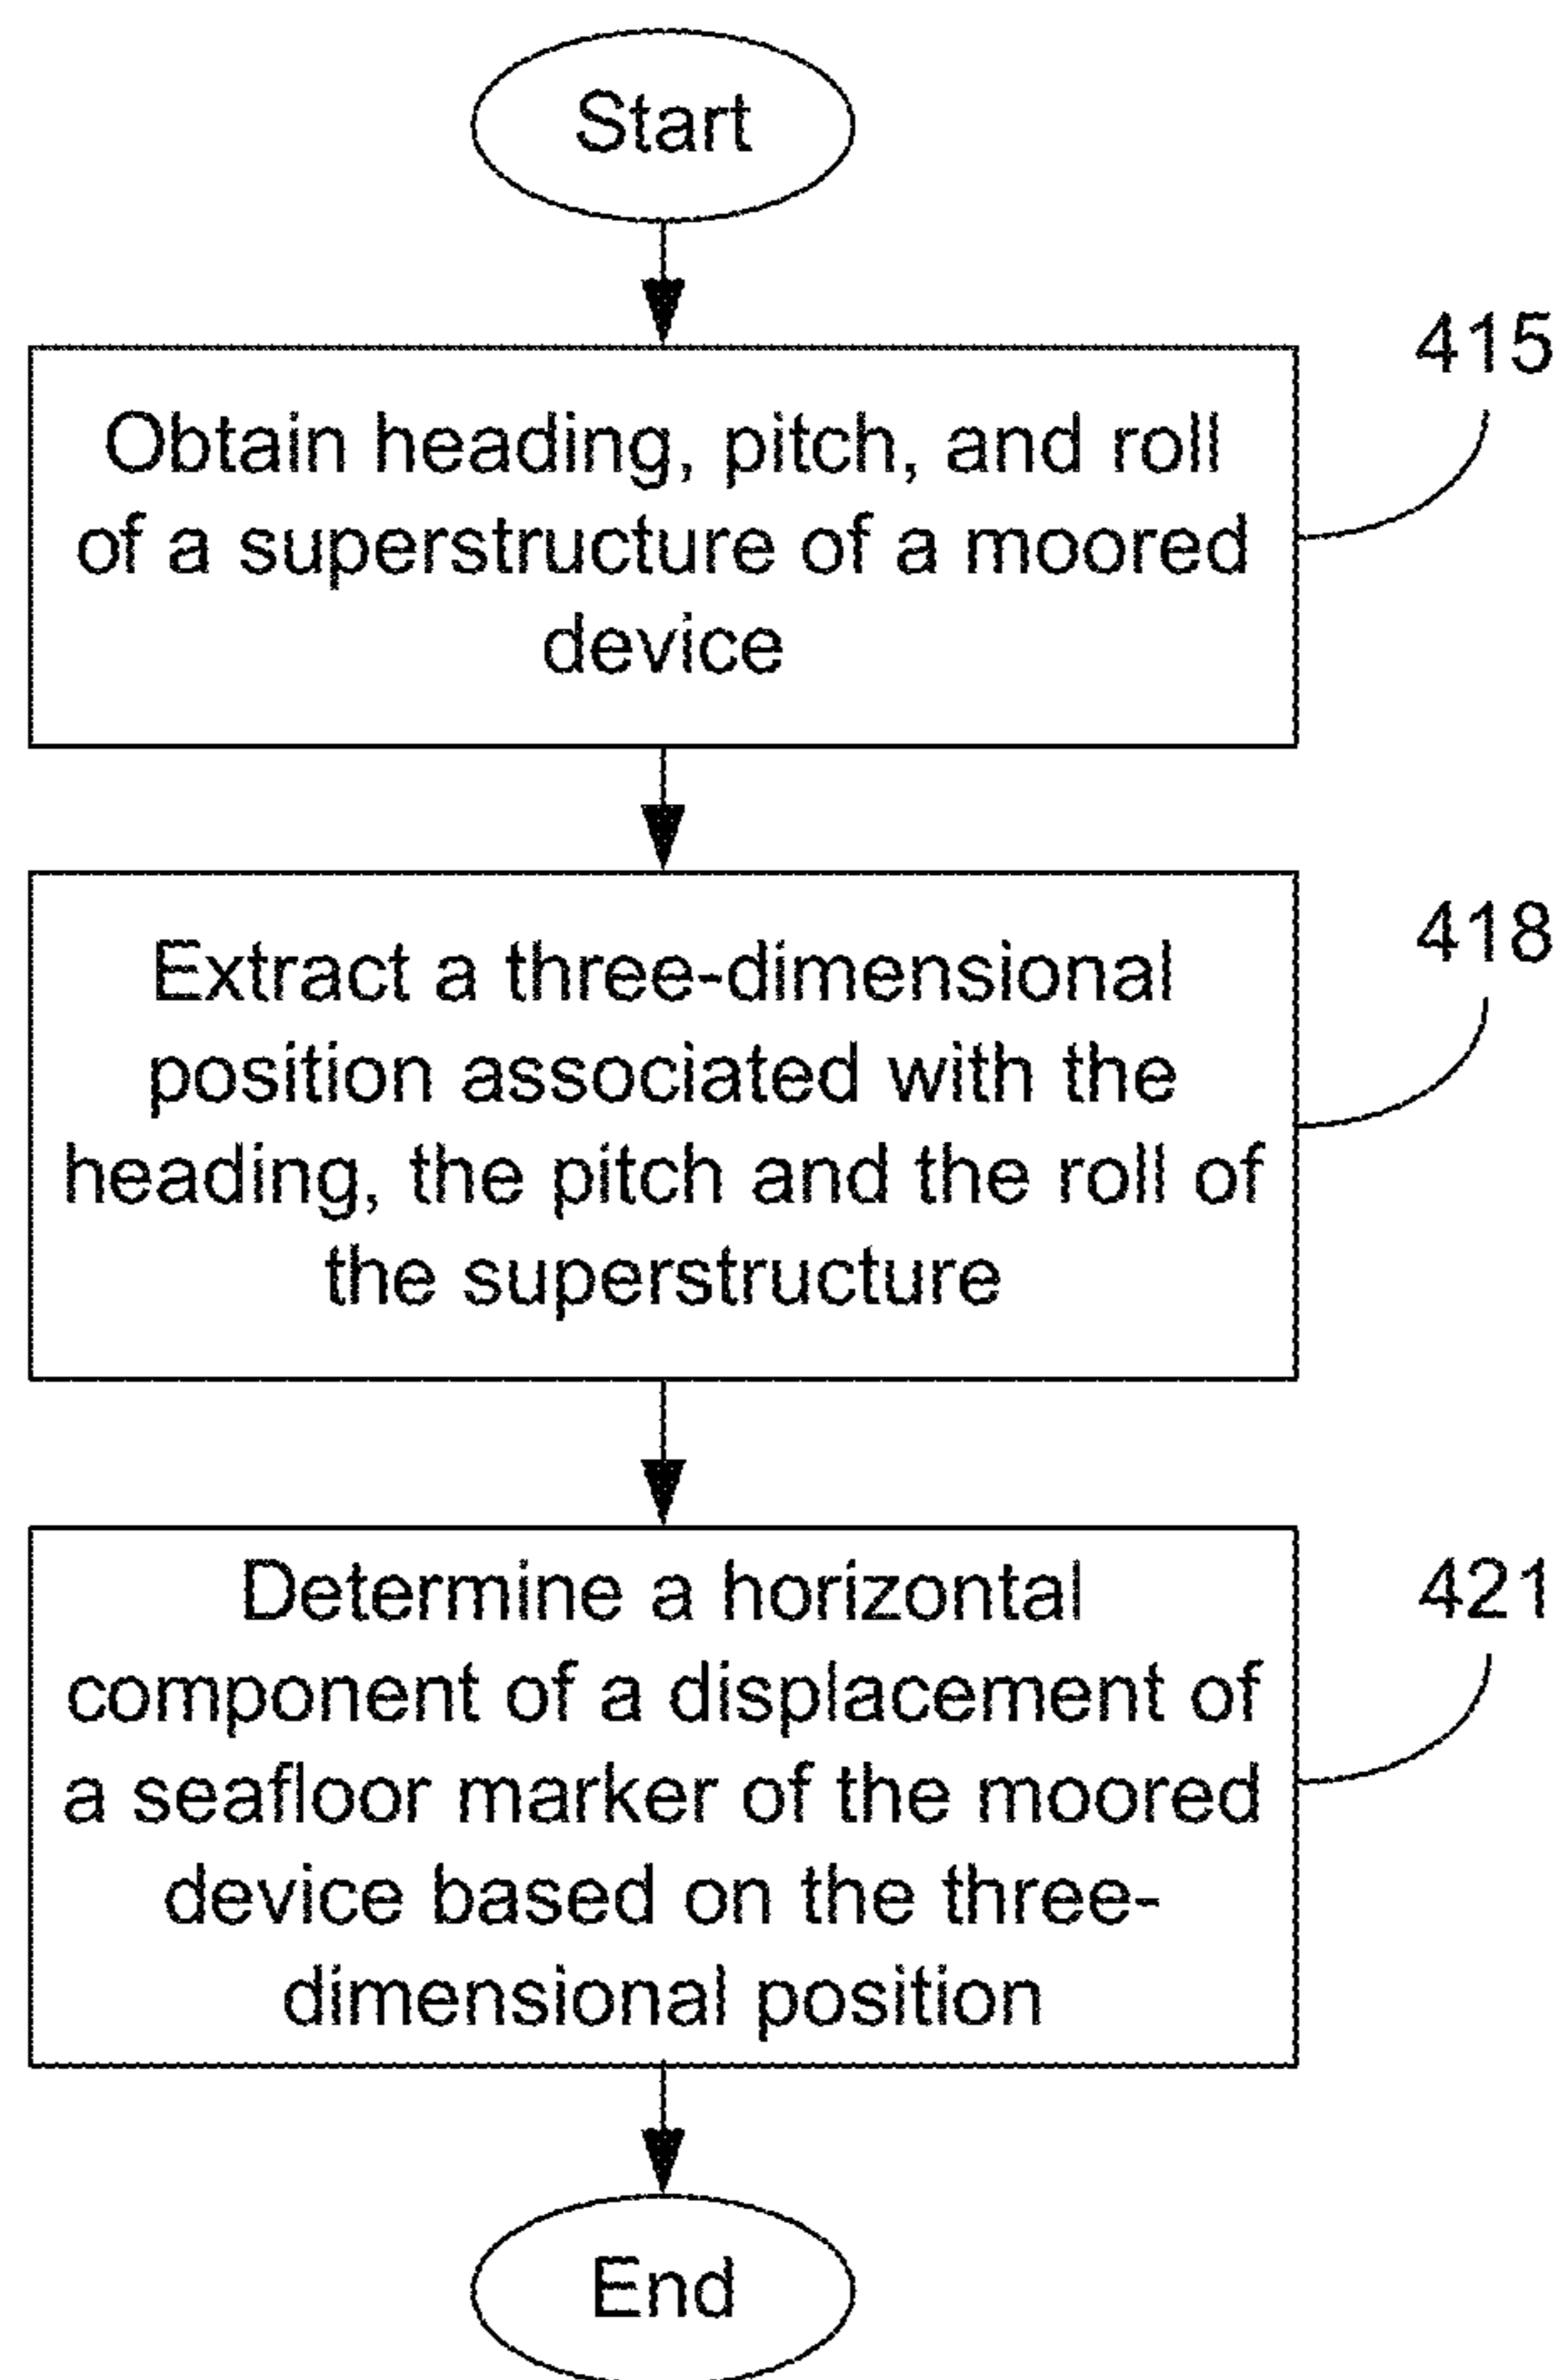 Start
415
Obtain heading, pitch, and roll
of a superstructure of a moored
device
418
Extract a three-dimensional
position associated with the
heading, the pitch and the roll of
the superstructure
421
Determine a horizontal
component of a displacement of
a seafloor marker of the moored
device based on the three-
dimensional position
End